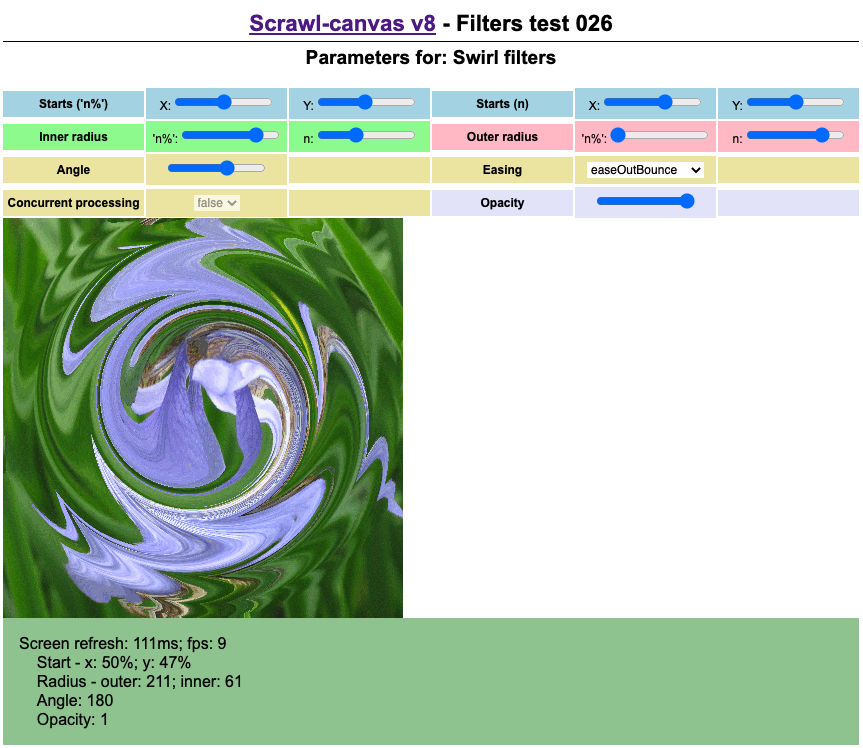 Scrawl-canvas v8 - Filters test 026
Parameters for: Swirl filters
Starts ('n%') X: Y: Starts (n) X: Y:
Inner radius 'n%': n: Outer radius 'n%': n:
Angle Easing easeOutBounce
Concurrent processing false Opacity
Screen refresh: 111ms; fps: 9
Start - x: 50%; y: 47%
Radius - outer: 211; inner: 61
Angle: 180
Opacity: 1